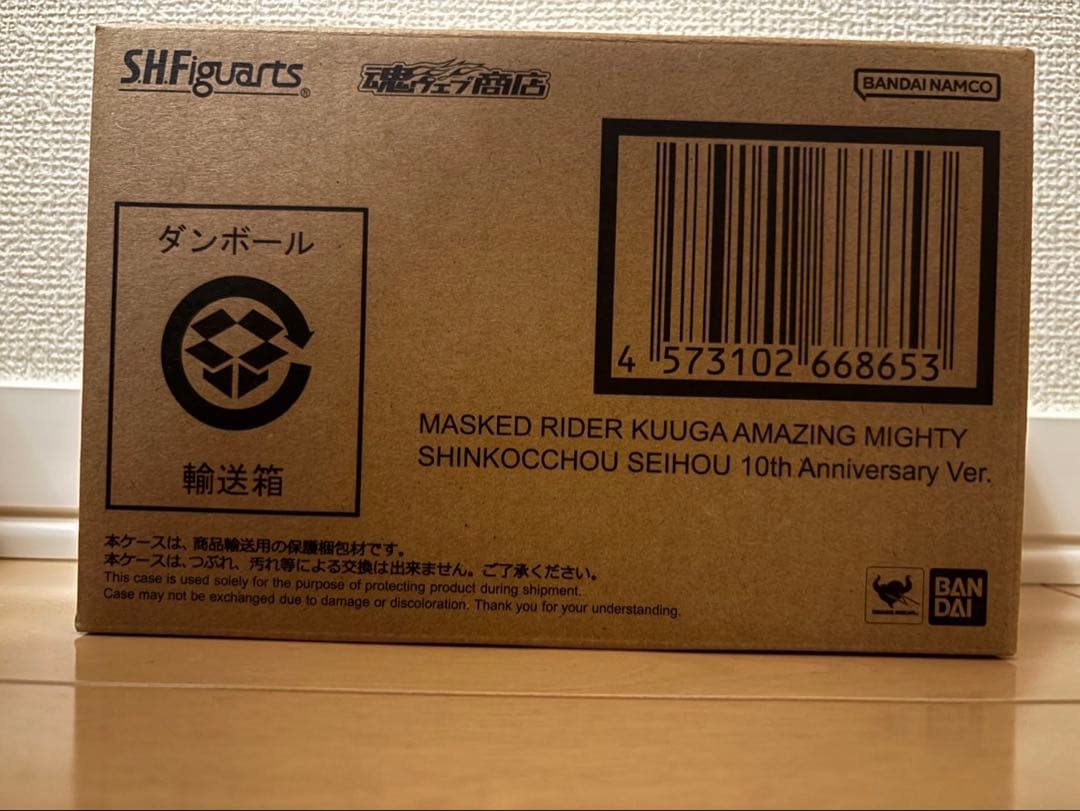 S.H.Figuarts®
魂ウェブ商店
BANDAI NAMCO
ダンボール
輸送箱
4 573102 668653
MASKED RIDER KUUGA AMAZING MIGHTY
SHINKOCCHOU SEIHOU 10th Anniversary Ver.
本ケースは、商品輸送用の保護梱包材です。
本ケースは、つぶれ、汚れ等による交換は出来ません。ご了承ください。
This case is used solely for the purpose of protecting product during shipment.
Case may not be exchanged due to damage or discoloration. Thank you for your understanding.
BAN
DAI